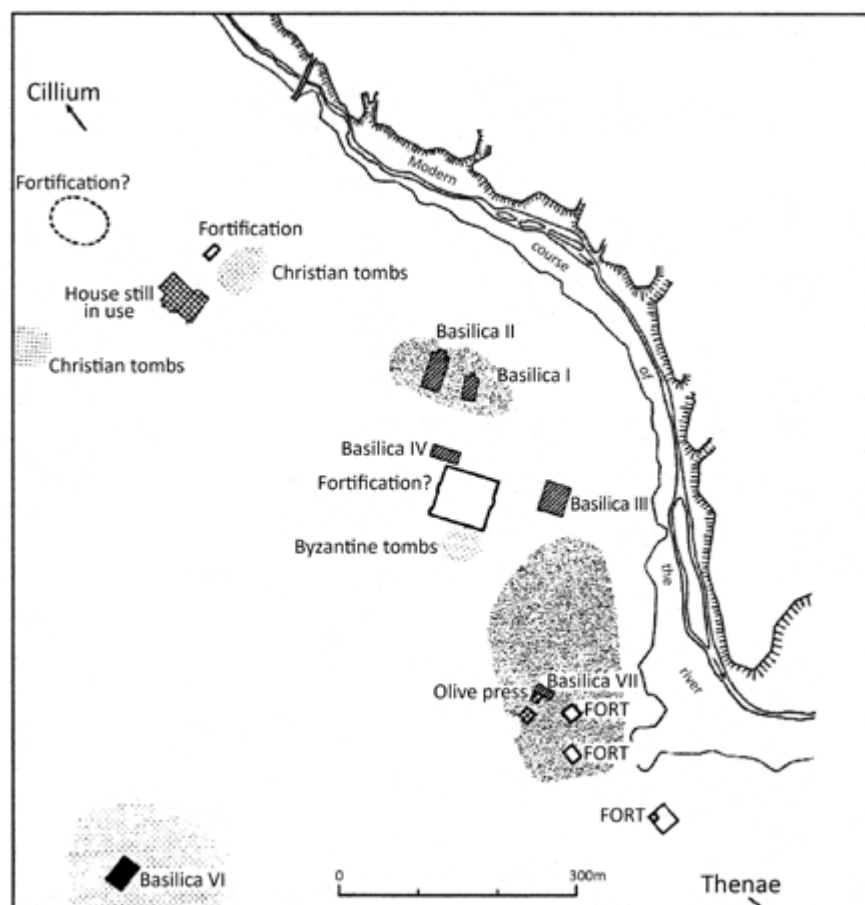 Cillium
Fortification?
Fortification
Christian tombs
House still
in use
Christian tombs
Modern
course
of
the
river
Basilica II
Basilica I
Basilica IV
Fortification?
Basilica III
Byzantine tombs
Basilica VII
Olive press
FORT
FORT
FORT
Basilica VI
0
300m
Thenae